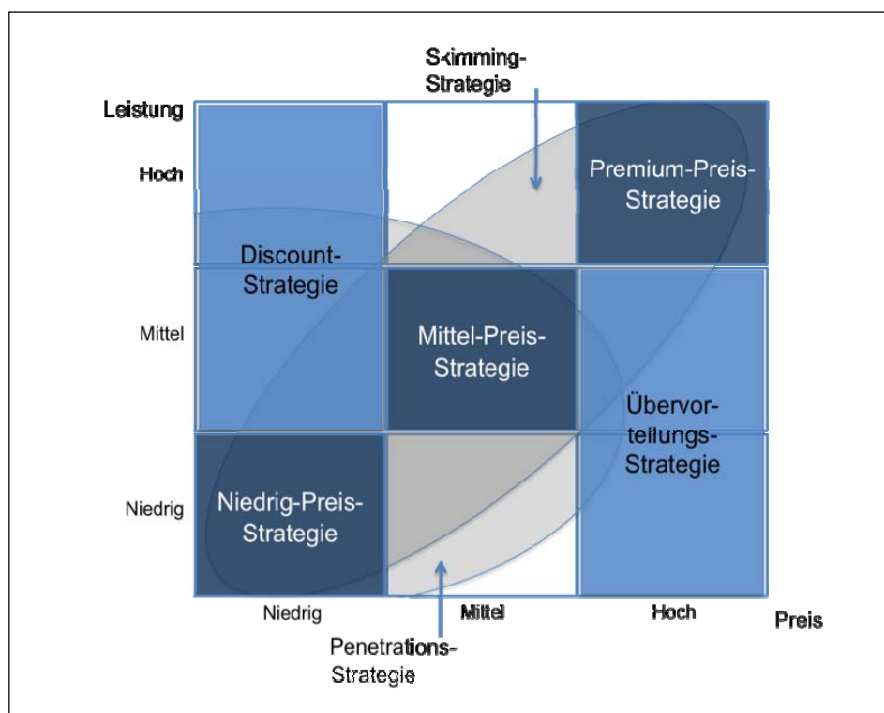 Skimming-
Strategie
Leistung
Hoch
Premium-Preis-
Strategie
Discount-
Strategie
Mittel
Mittel-Preis-
Strategie
Übervor-
teilungs-
Strategie
Niedrig
Niedrig-Preis-
Strategie
Niedrig
Mittel
Hoch
Preis
Penetrations-
Strategie